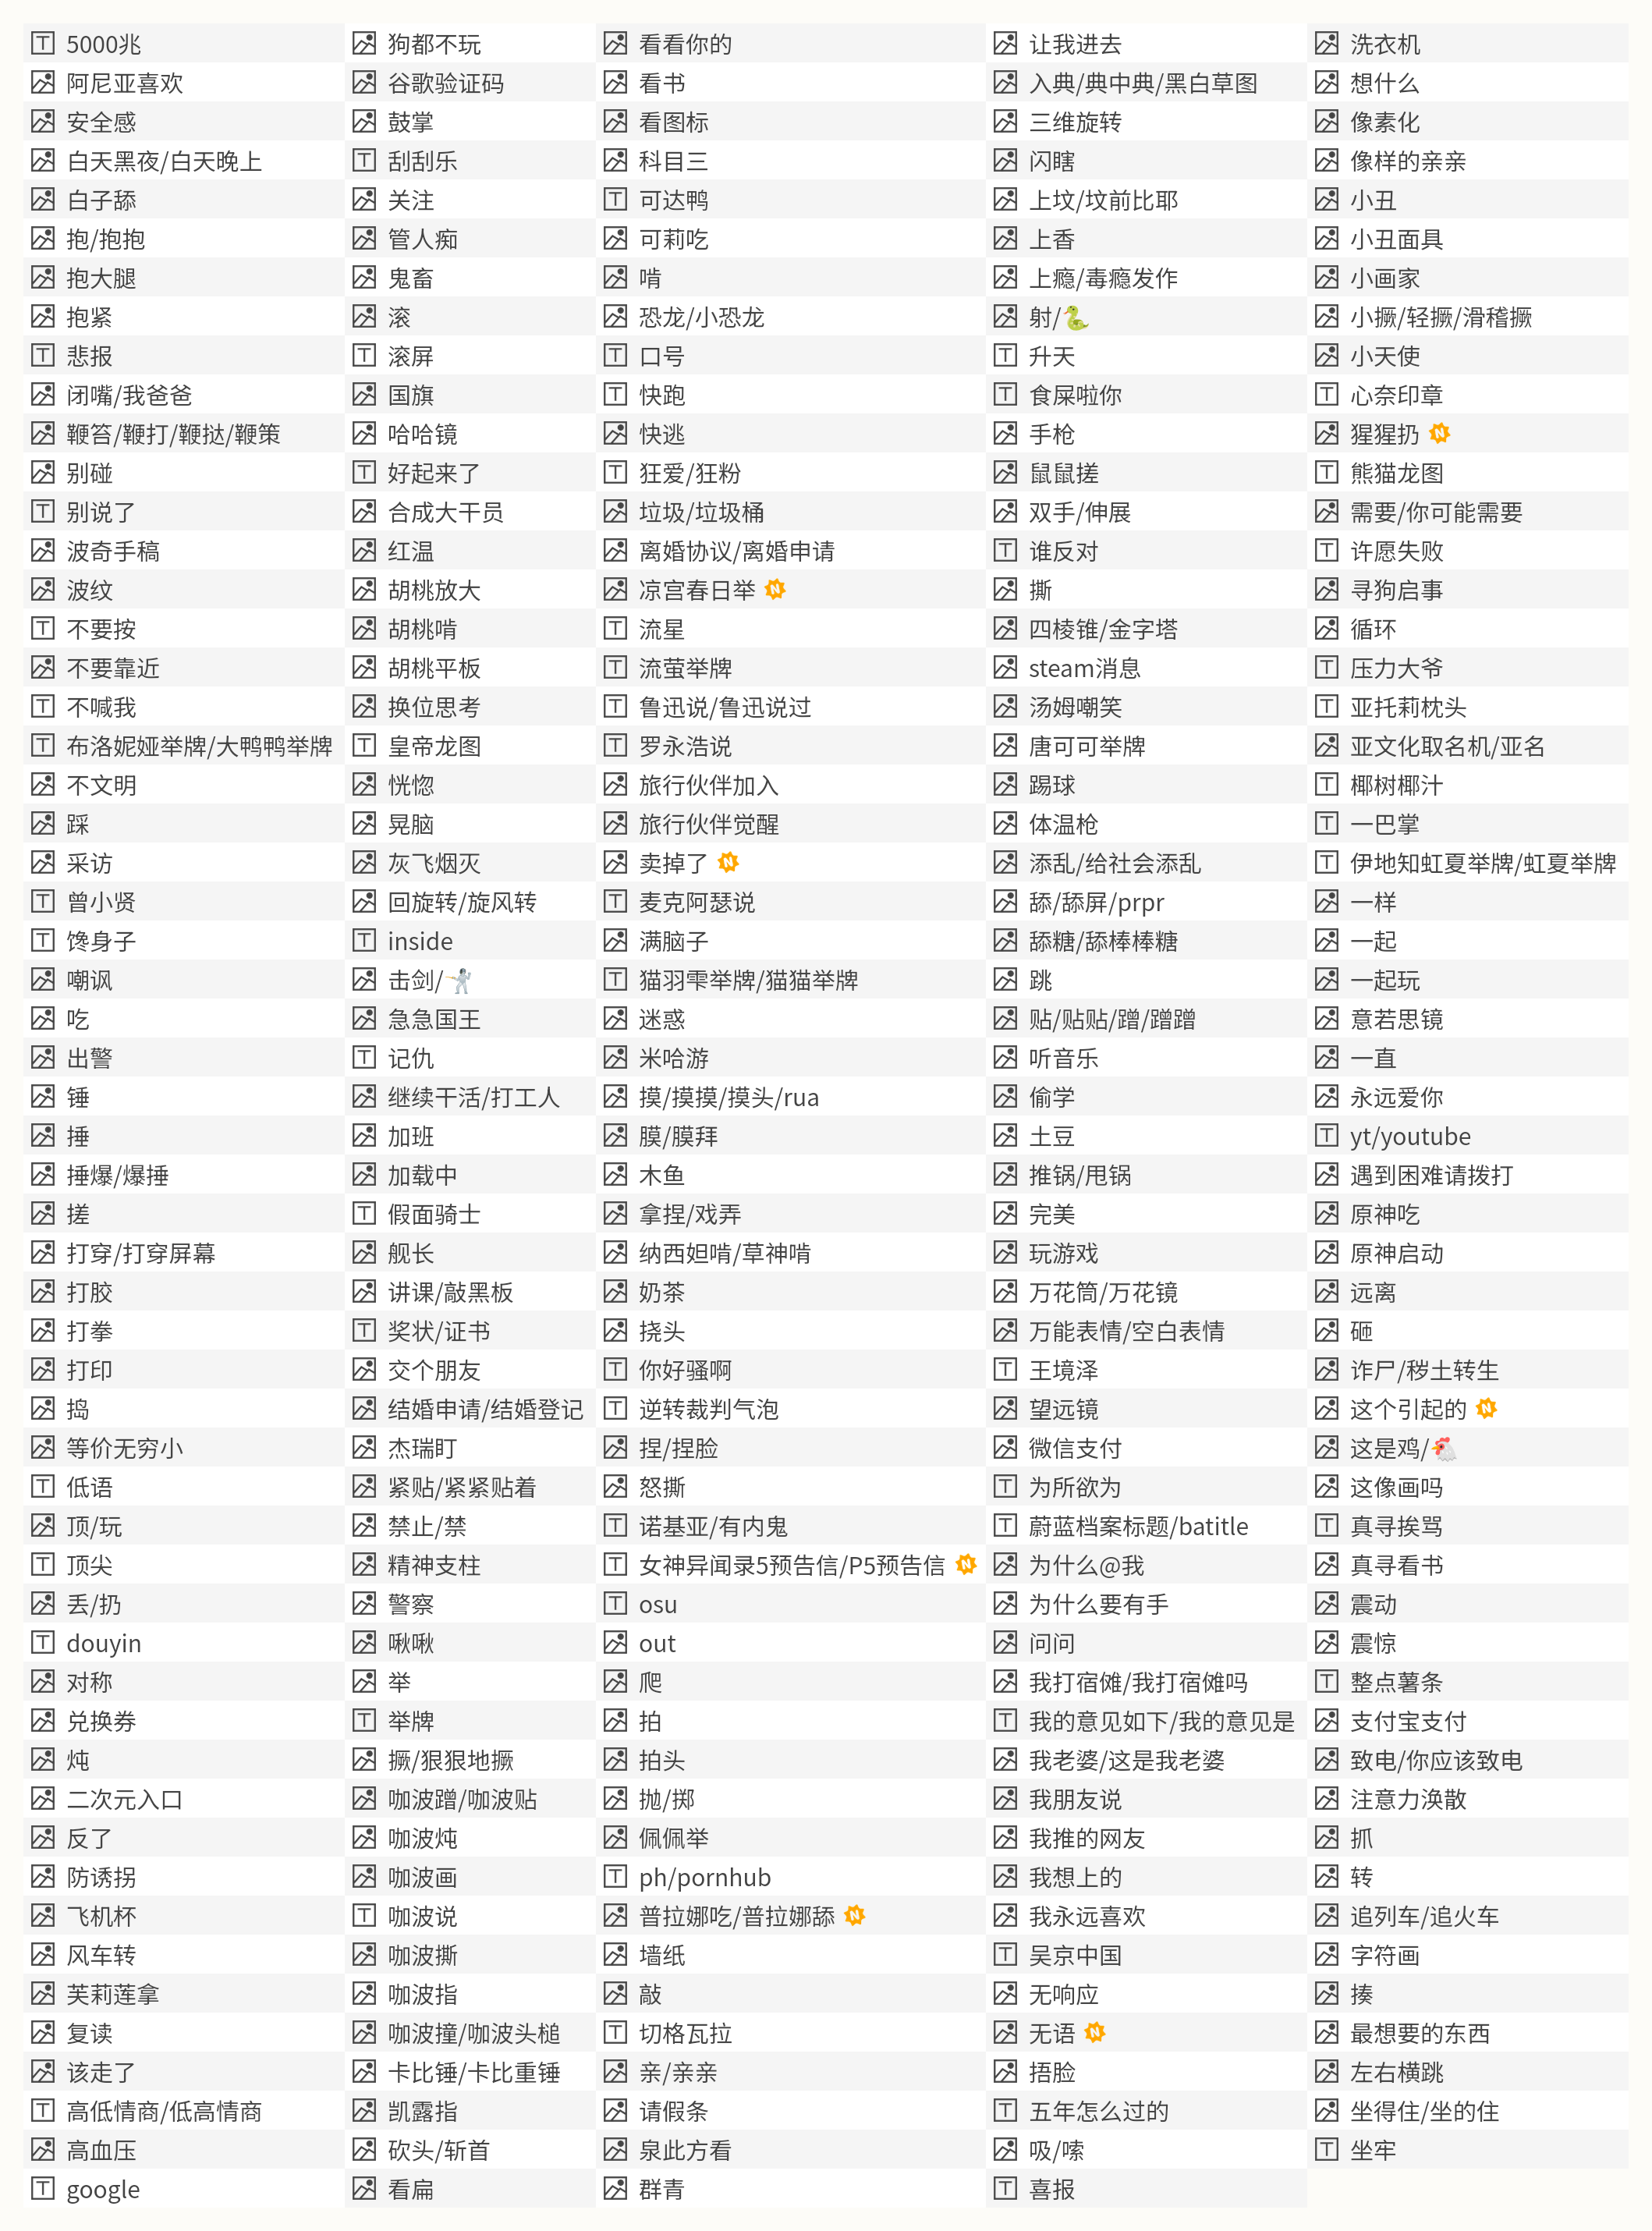 5000兆
阿尼亚喜欢
安全感
白天黑夜/白天晚上
白子舔
抱/抱抱
抱大腿
抱紧
悲报
闭嘴/我爸爸
鞭笞/鞭打/鞭挞/鞭策
别碰
别说了
波奇手稿
波纹
不要按
不要靠近
不喊我
布洛妮娅举牌/大鸭鸭举牌
不文明
踩
采访
曾小贤
馋身子
嘲讽
吃
出警
锤
捶
捶爆/爆捶
搓
打穿/打穿屏幕
打胶
打拳
打印
捣
等价无穷小
低语
顶/玩
顶尖
丢/扔
douyin
对称
兑换券
炖
二次元入口
反了
防诱拐
飞机杯
风车转
芙莉莲拿
复读
该走了
高低情商/低高情商
高血压
google
狗都不玩
谷歌验证码
鼓掌
刮刮乐
关注
管人痴
鬼畜
滚
滚屏
国旗
哈哈镜
好起来了
合成大干员
红温
胡桃放大
胡桃啃
胡桃平板
换位思考
皇帝龙图
恍惚
晃脑
灰飞烟灭
回旋转/旋风转
inside
击剑/🤺
急急国王
记仇
继续干活/打工人
加班
加载中
假面骑士
舰长
讲课/敲黑板
奖状/证书
交个朋友
结婚申请/结婚登记
杰瑞盯
紧贴/紧紧贴着
禁止/禁
精神支柱
警察
啾啾
举
举牌
撅/狠狠地撅
咖波蹭/咖波贴
咖波炖
咖波画
咖波说
咖波撕
咖波指
咖波撞/咖波头槌
卡比锤/卡比重锤
凯露指
砍头/斩首
看扁
看看你的
看书
看图标
科目三
可达鸭
可莉吃
啃
恐龙/小恐龙
口号
快跑
快逃
狂爱/狂粉
垃圾/垃圾桶
离婚协议/离婚申请
凉宫春日举
流星
流萤举牌
鲁迅说/鲁迅说过
罗永浩说
旅行伙伴加入
旅行伙伴觉醒
卖掉了
麦克阿瑟说
满脑子
猫羽雫举牌/猫猫举牌
迷惑
米哈游
摸/摸摸/摸头/rua
膜/膜拜
木鱼
拿捏/戏弄
纳西妲啃/草神啃
奶茶
挠头
你好骚啊
逆转裁判气泡
捏/捏脸
怒撕
诺基亚/有内鬼
女神异闻录5预告信/P5预告信
osu
out
爬
拍
拍头
抛/掷
佩佩举
ph/pornhub
普拉娜吃/普拉娜舔
墙纸
敲
切格瓦拉
亲/亲亲
请假条
泉此方看
群青
让我进去
入典/典中典/黑白草图
三维旋转
闪瞎
上坟/坟前比耶
上香
上瘾/毒瘾发作
射/🐍
升天
食屎啦你
手枪
鼠鼠搓
双手/伸展
谁反对
撕
四棱锥/金字塔
steam消息
汤姆嘲笑
唐可可举牌
踢球
体温枪
添乱/给社会添乱
舔/舔屏/prpr
舔糖/舔棒棒糖
跳
贴/贴贴/蹭/蹭蹭
听音乐
偷学
土豆
推锅/甩锅
完美
玩游戏
万花筒/万花镜
万能表情/空白表情
王境泽
望远镜
微信支付
为所欲为
蔚蓝档案标题/batitle
为什么@我
为什么要有手
问问
我打宿傩/我打宿傩吗
我的意见如下/我的意见是
我老婆/这是我老婆
我朋友说
我推的网友
我想上的
我永远喜欢
吴京中国
无响应
无语
捂脸
五年怎么过的
吸/嗦
喜报
洗衣机
想什么
像素化
像样的亲亲
小丑
小丑面具
小画家
小撅/轻撅/滑稽撅
小天使
心奈印章
猩猩扔
熊猫龙图
需要/你可能需要
许愿失败
寻狗启事
循环
压力大爷
亚托莉枕头
亚文化取名机/亚名
椰树椰汁
一巴掌
伊地知虹夏举牌/虹夏举牌
一样
一起
一起玩
意若思镜
一直
永远爱你
yt/youtube
遇到困难请拨打
原神吃
原神启动
远离
砸
诈尸/秽土转生
这个引起的
这是鸡/🐔
这像画吗
真寻挨骂
真寻看书
震动
震惊
整点薯条
支付宝支付
致电/你应该致电
注意力涣散
抓
转
追列车/追火车
字符画
揍
最想要的东西
左右横跳
坐得住/坐的住
坐牢